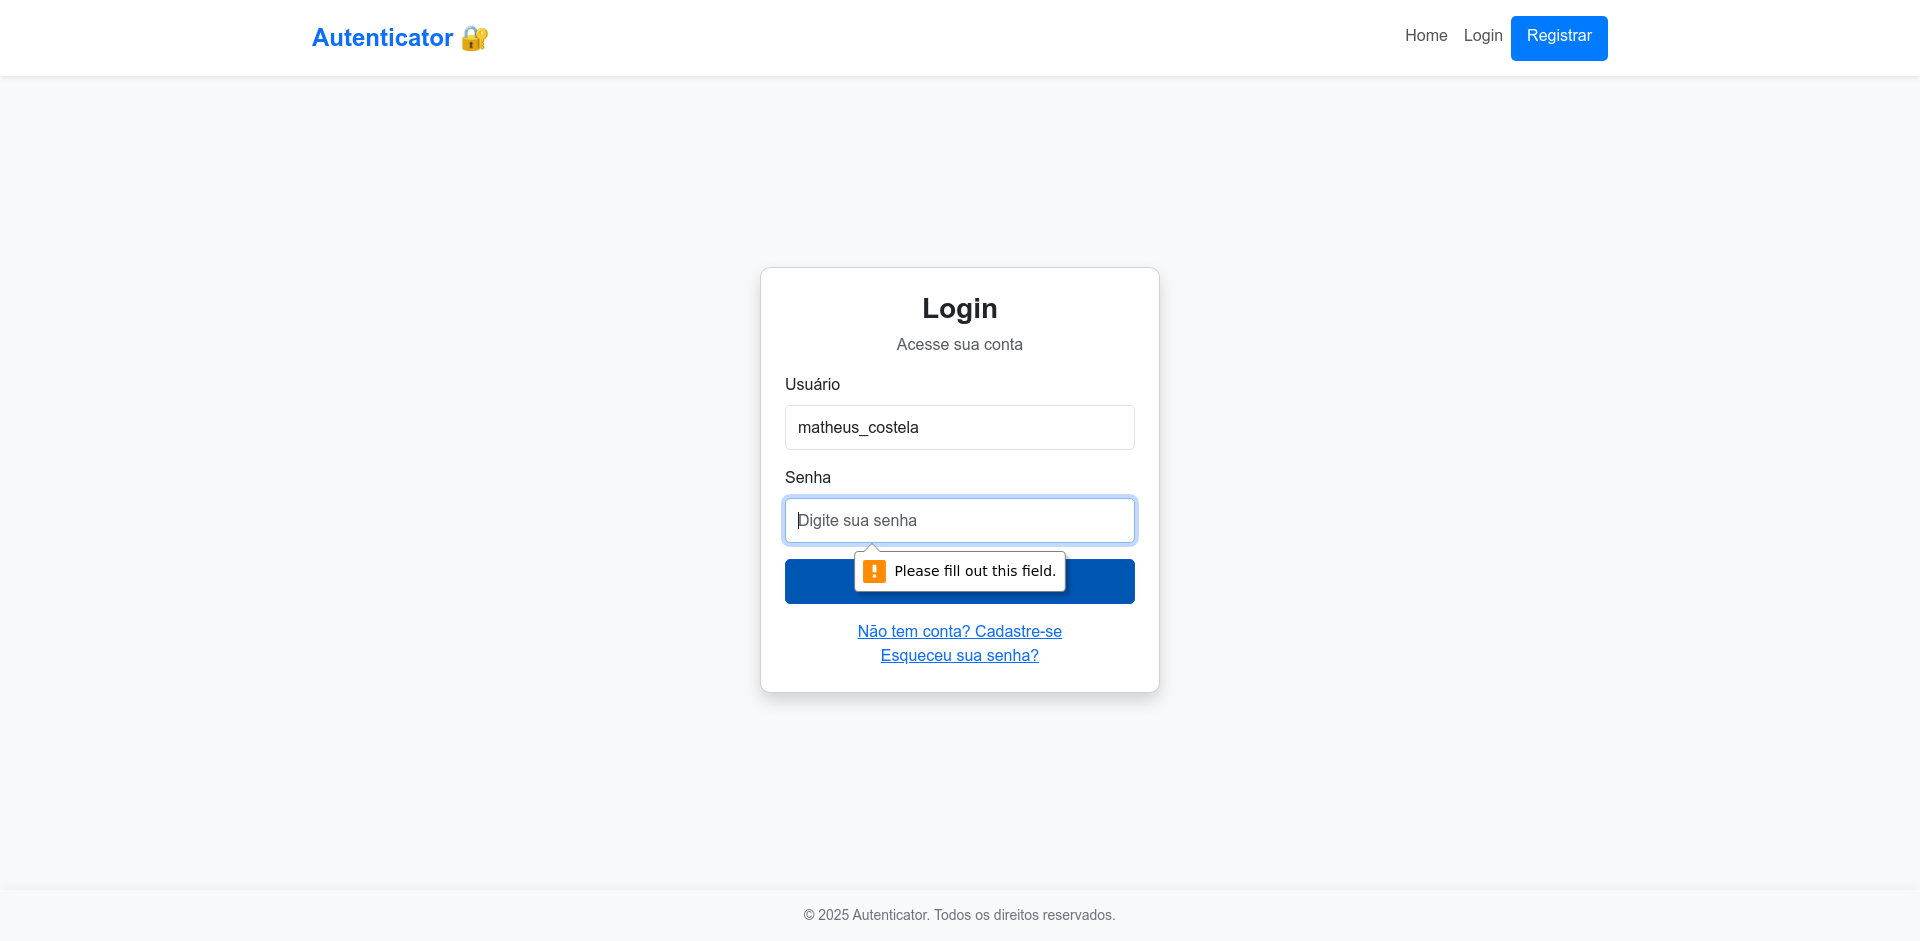 Autenticator 🔐
Home Login Registrar
Login
Acesse sua conta
Usuário
matheus_costela
Senha
Digite sua senha
Please fill out this field.
Não tem conta? Cadastre-se
Esqueceu sua senha?
© 2025 Autenticator. Todos os direitos reservados.